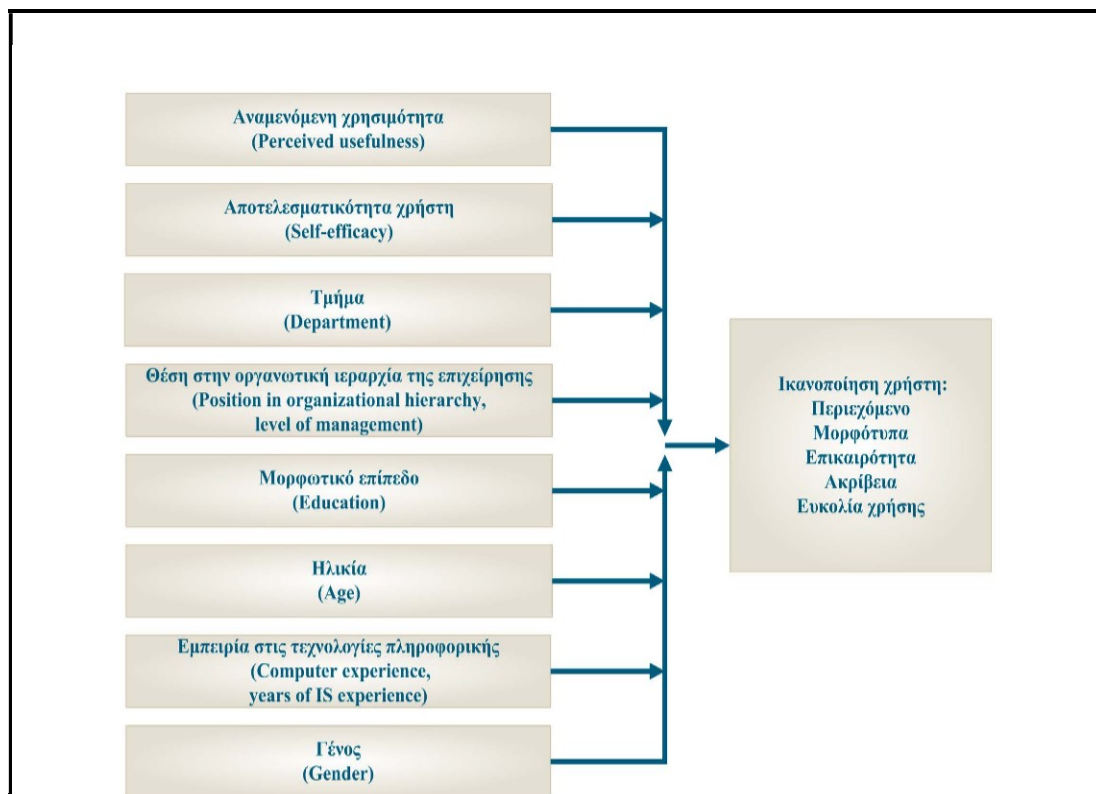 Αναμενόμενη χρησιμότητα
(Perceived usefulness)
Αποτελεσματικότητα χρήστη
(Self-efficacy)
Τμήμα
(Department)
Θέση στην οργανωτική ιεραρχία της επιχείρησης
(Position in organizational hierarchy,
level of management)
Μορφωτικό επίπεδο
(Education)
Ηλικία
(Age)
Εμπειρία στις τεχνολογίες πληροφορικής
(Computer experience,
years of IS experience)
Γένος
(Gender)
Ικανοποίηση χρήστη:
Περιεχόμενο
Μορφότυπα
Επικαιρότητα
Ακρίβεια
Ευκολία χρήσης